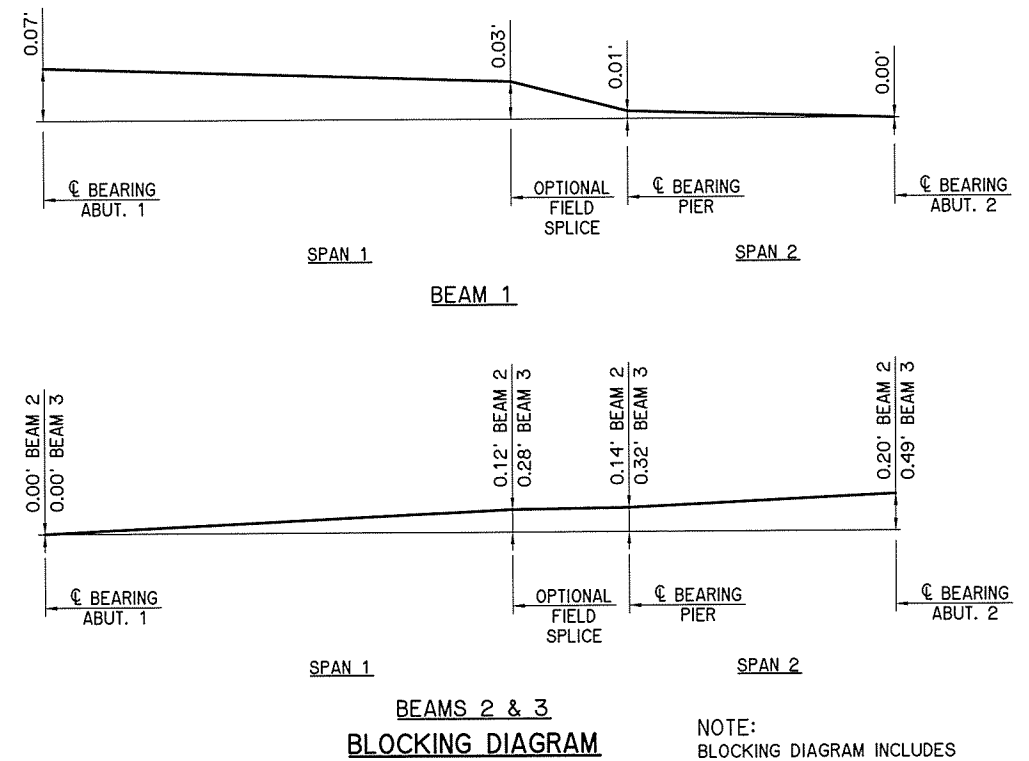 0.07'
0.03'
0.01'
0.00'
℄ BEARING
ABUT. 1
OPTIONAL
FIELD
SPLICE
℄ BEARING
PIER
℄ BEARING
ABUT. 2
SPAN 1
SPAN 2
BEAM 1
0.00' BEAM 2
0.00' BEAM 3
0.12' BEAM 2
0.28' BEAM 3
0.14' BEAM 2
0.32' BEAM 3
0.20' BEAM 2
0.49' BEAM 3
℄ BEARING
ABUT. 1
OPTIONAL
FIELD
SPLICE
℄ BEARING
PIER
℄ BEARING
ABUT. 2
SPAN 1
SPAN 2
BEAMS 2 & 3
BLOCKING DIAGRAM
NOTE:
BLOCKING DIAGRAM INCLUDES